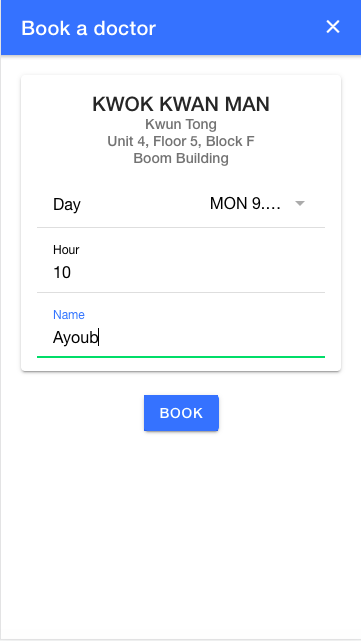 Book a doctor
KWOK KWAN MAN
Kwun Tong
Unit 4, Floor 5, Block F
Boom Building
Day MON 9....
Hour
10
Name
Ayoub
BOOK